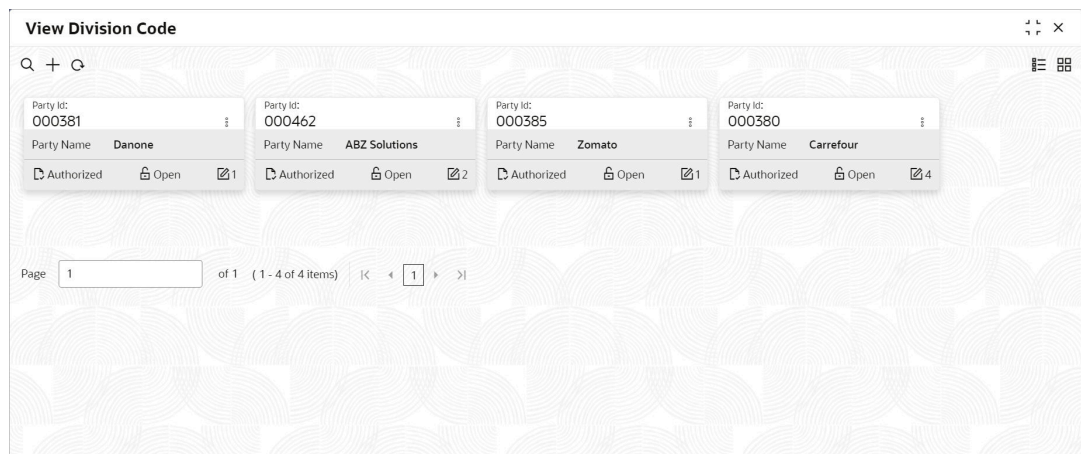 View Division Code
Party Id: Party Id: Party Id: Party Id:
000381 000462 000385 000380
Party Name Danone Party Name ABZ Solutions Party Name Zomato Party Name Carrefour
Authorized Open 1 Authorized Open 2 Authorized Open 1 Authorized Open 4
Page 1 of 1 ( 1 - 4 of 4 items) 1